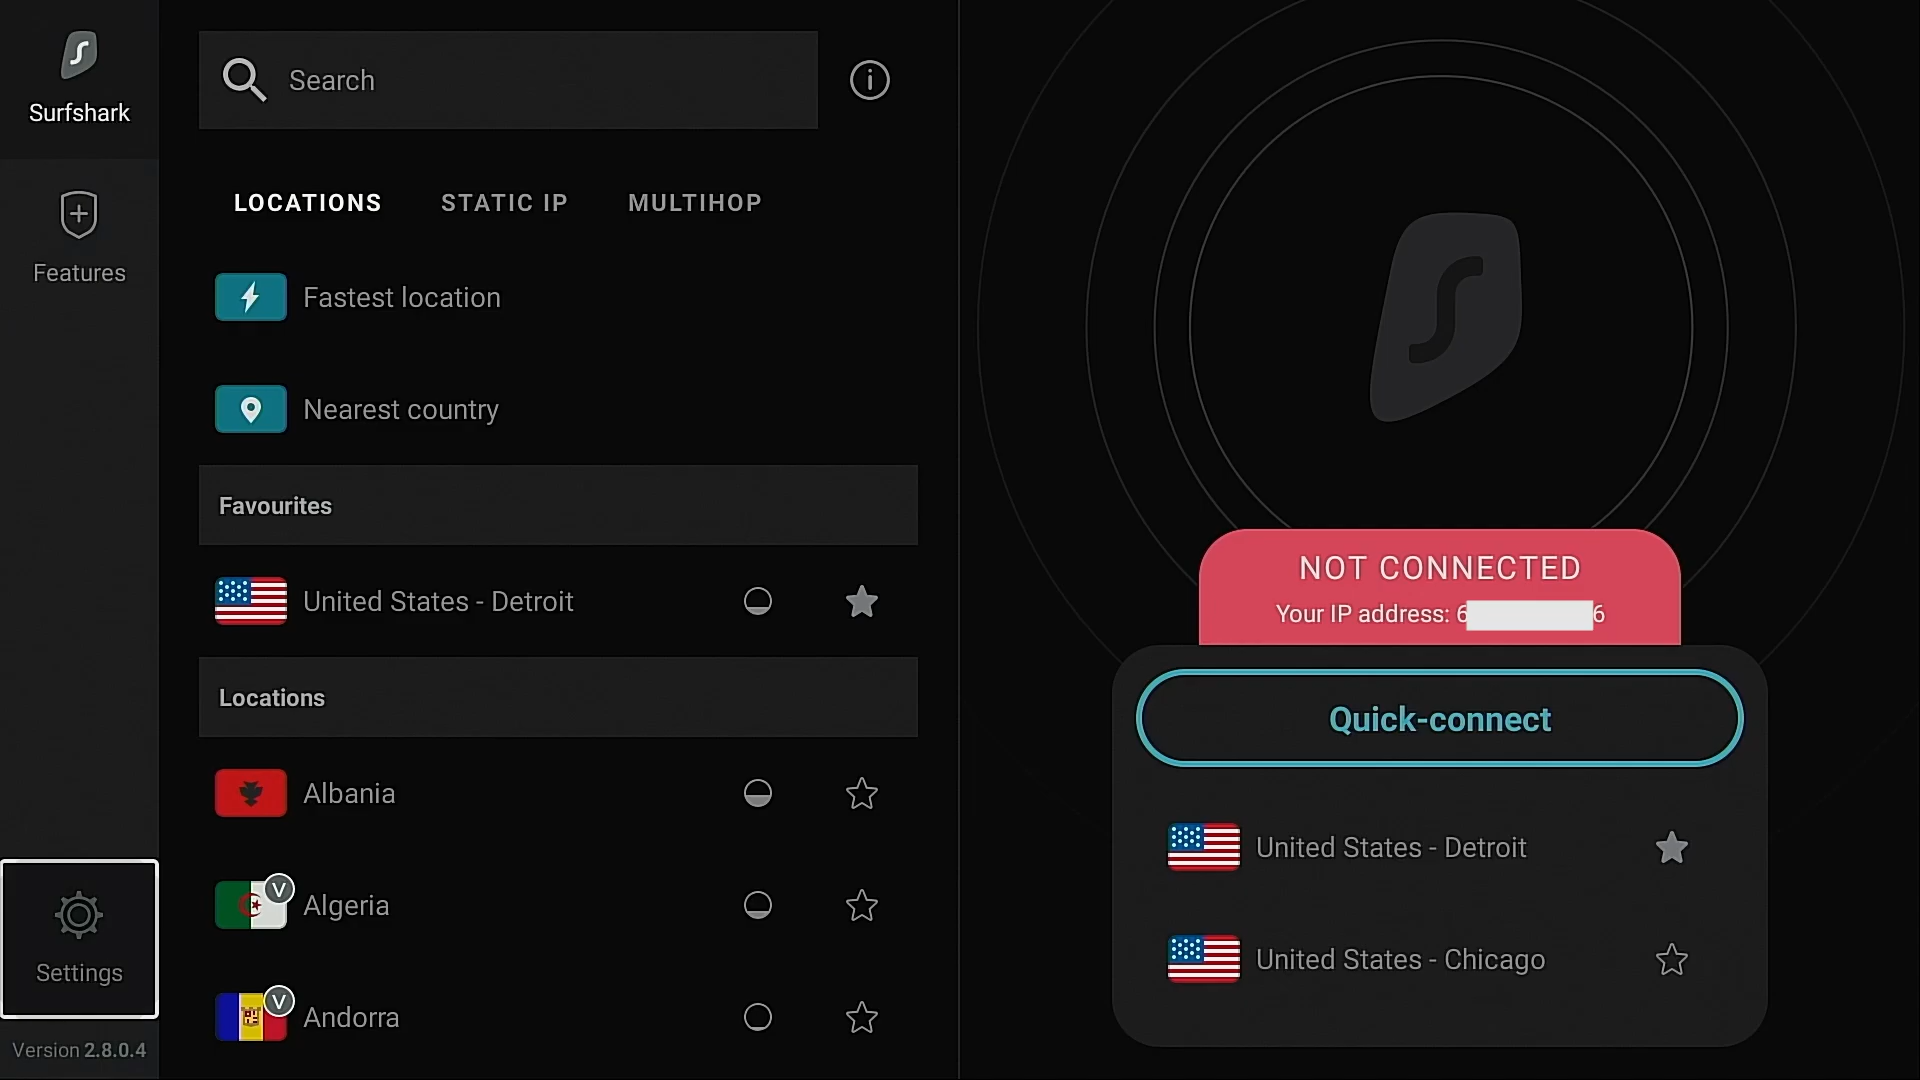 Surfshark
Features
Settings
Version 2.8.0.4
Search
LOCATIONS STATIC IP MULTIHOP
Fastest location
Nearest country
Favourites
United States - Detroit
Locations
Albania
V Algeria
V Andorra
NOT CONNECTED
Your IP address: 6 6
Quick-connect
United States - Detroit
United States - Chicago